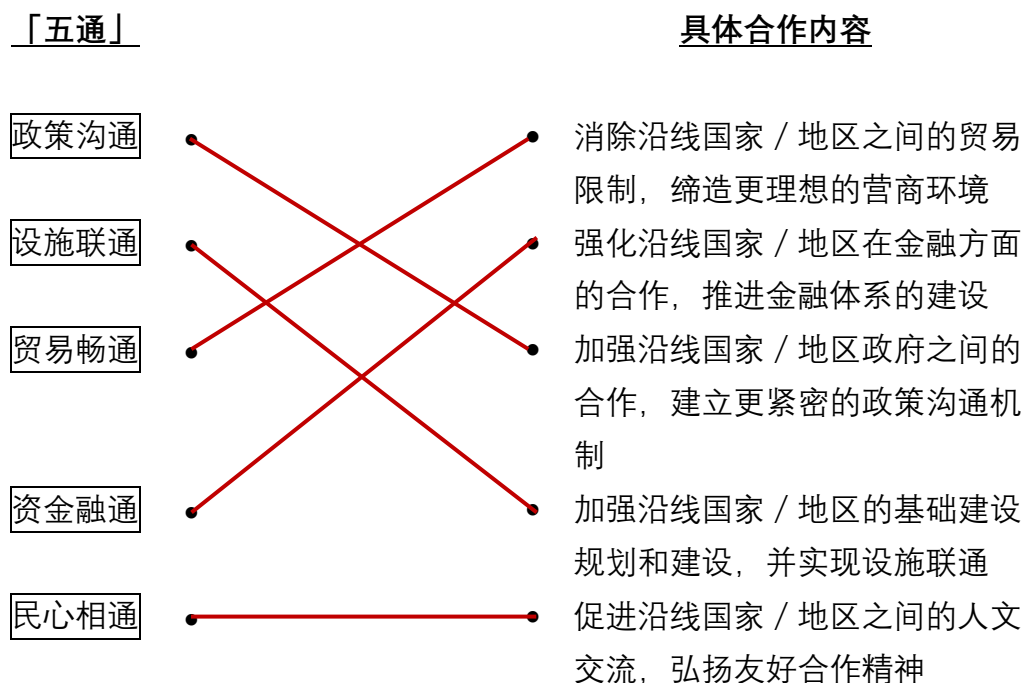 「五通」
具体合作内容
政策沟通
消除沿线国家／地区之间的贸易
限制，缔造更理想的营商环境
设施联通
强化沿线国家／地区在金融方面
的合作，推进金融体系的建设
贸易畅通
加强沿线国家／地区政府之间的
合作，建立更紧密的政策沟通机
制
资金融通
加强沿线国家／地区的基础建设
规划和建设，并实现设施联通
民心相通
促进沿线国家／地区之间的人文
交流，弘扬友好合作精神